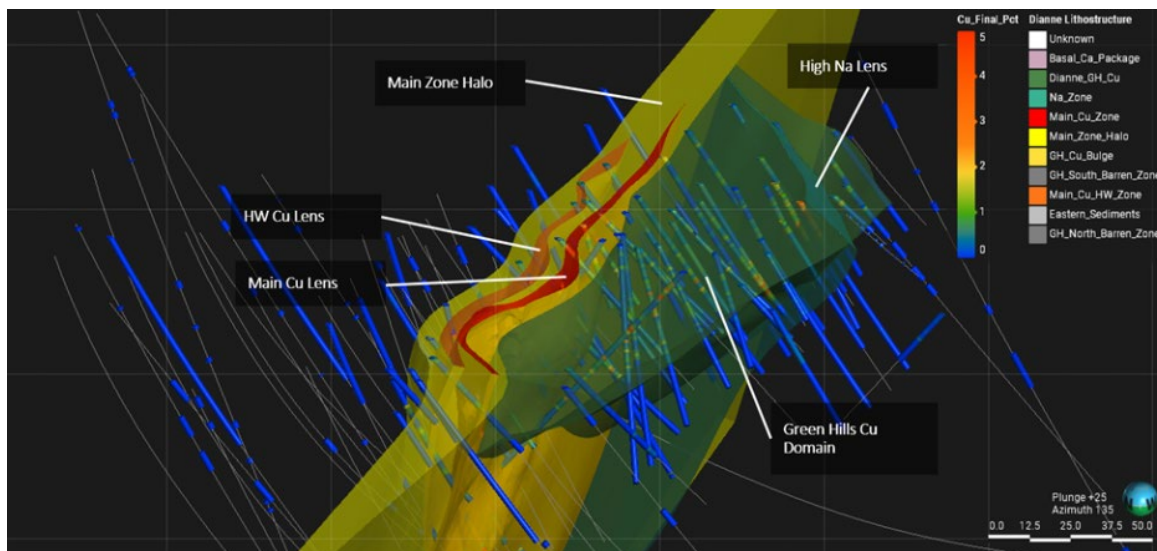 Main Zone Halo
High Na Lens
HW Cu Lens
Main Cu Lens
Green Hills Cu
Domain
Cu_Final_Pct
5
4
3
2
1
0
Dianne Lithostructure
Unknown
Basal_Ca_Package
Dianne_GH_Cu
Na_Zone
Main_Cu_Zone
Main_Zone_Halo
GH_Cu_Bulge
GH_South_Barren_Zone
Main_Cu_HW_Zone
Eastern_Sediments
GH_North_Barren_Zone
Plunge +25
Azimuth 135
0.0 12.5 25.0 37.5 50.0